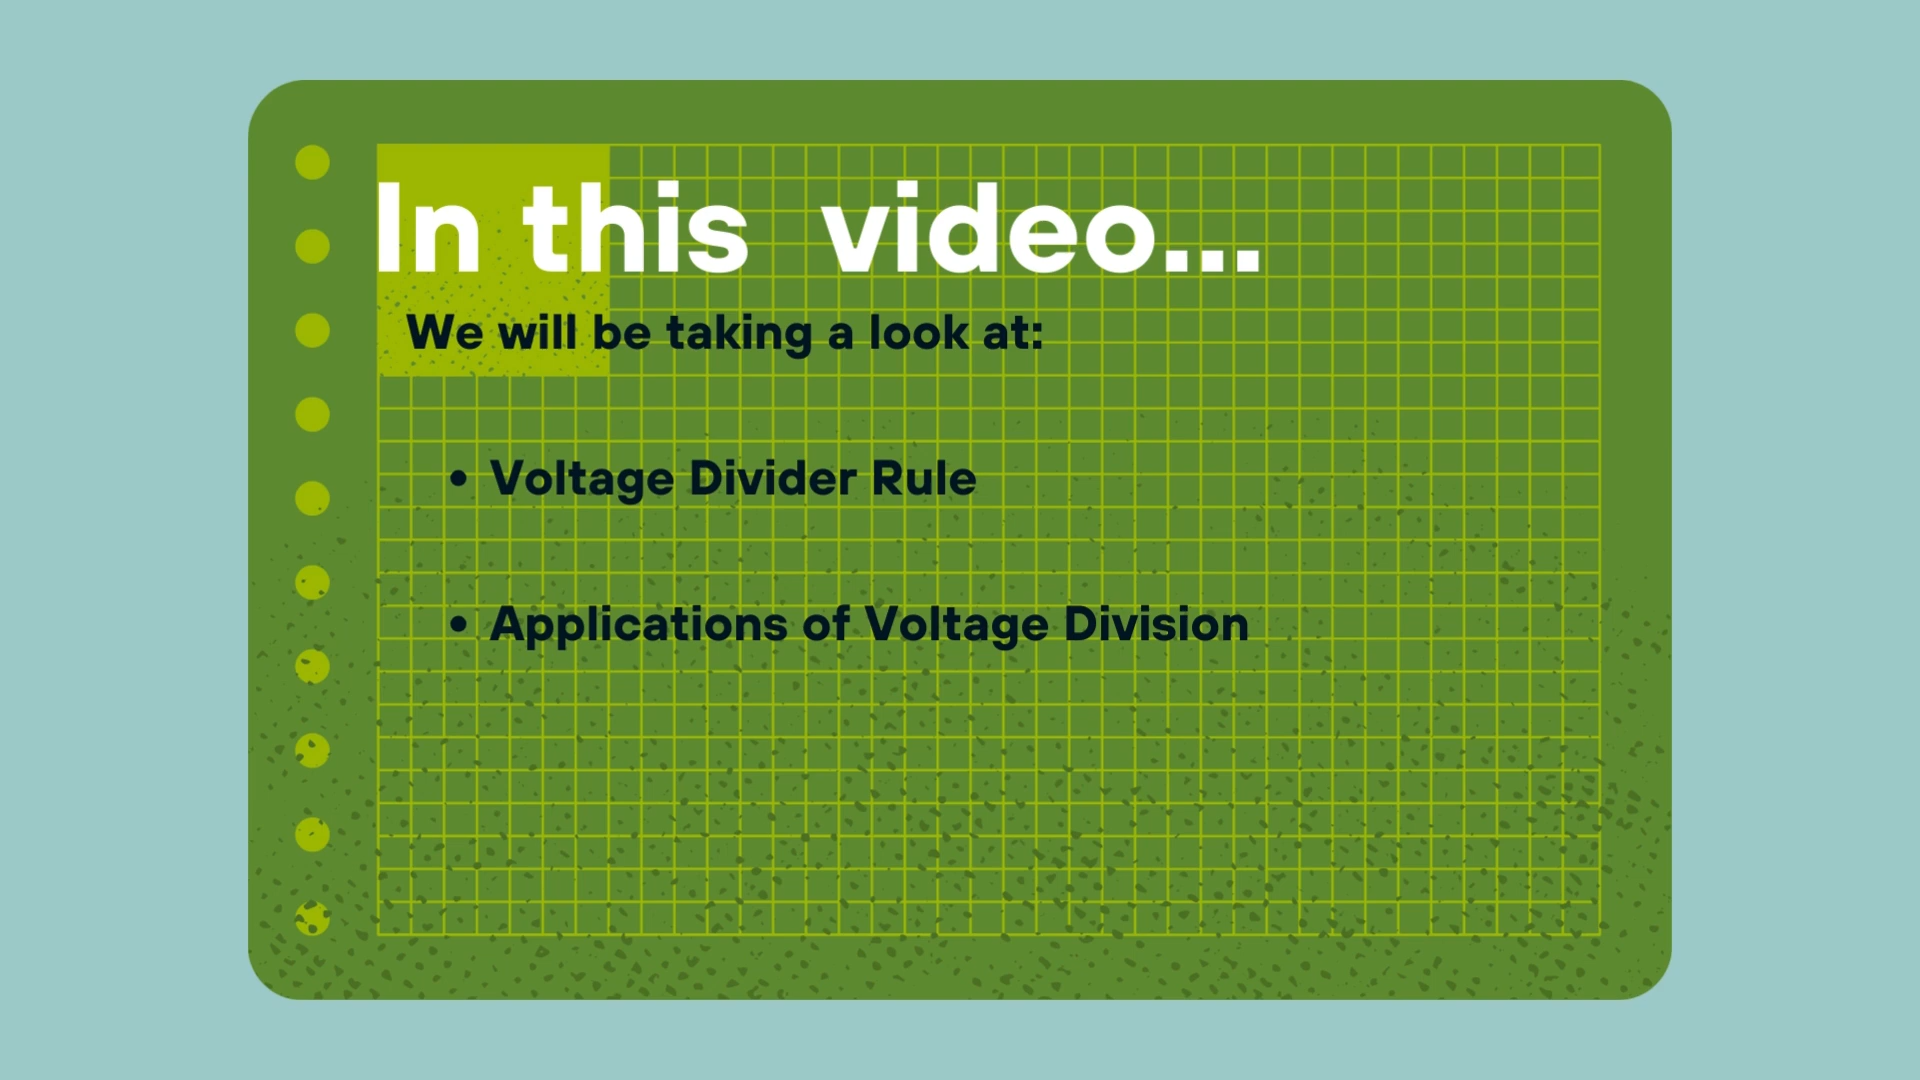 In this video...
We will be taking a look at:
• Voltage Divider Rule
• Applications of Voltage Division